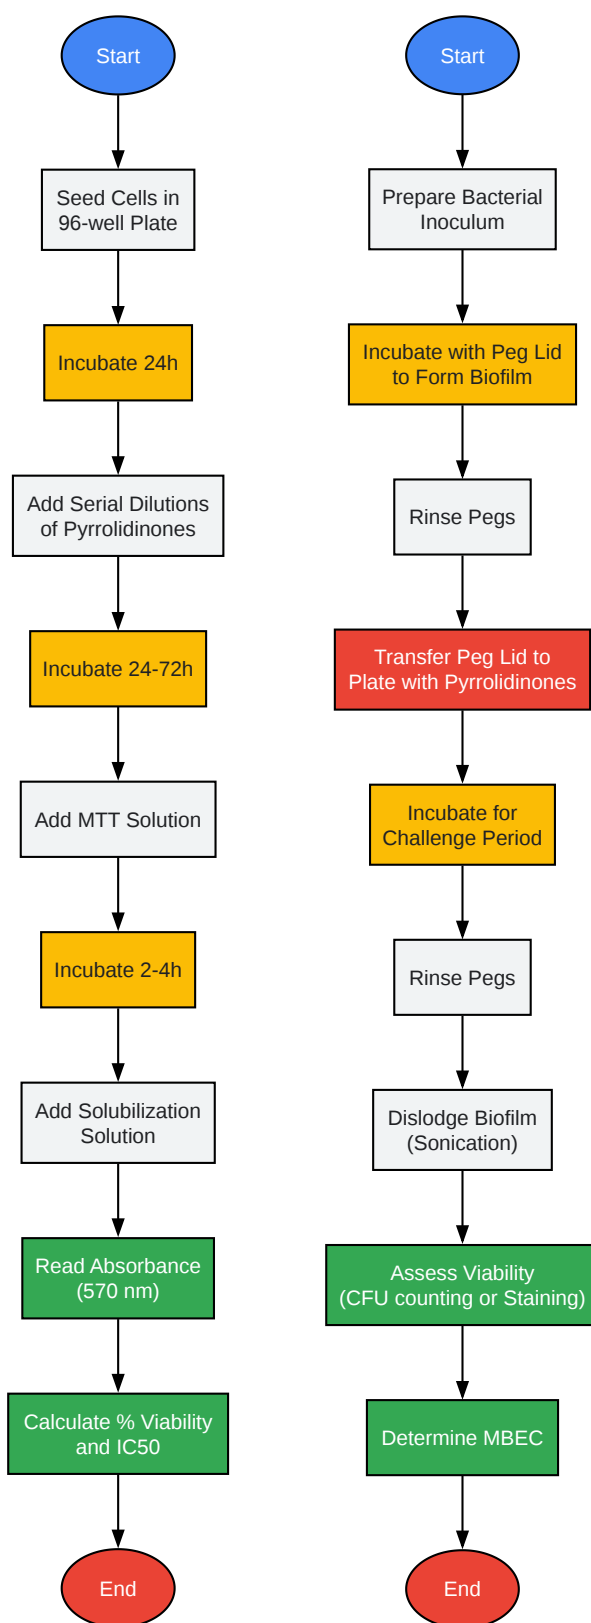 Start
Seed Cells in
96-well Plate
Incubate 24h
Add Serial Dilutions
of Pyrrolidinones
Incubate 24-72h
Add MTT Solution
Incubate 2-4h
Add Solubilization
Solution
Read Absorbance
(570 nm)
Calculate % Viability
and IC50
End
Start
Prepare Bacterial
Inoculum
Incubate with Peg Lid
to Form Biofilm
Rinse Pegs
Transfer Peg Lid to
Plate with Pyrrolidinones
Incubate for
Challenge Period
Rinse Pegs
Dislodge Biofilm
(Sonication)
Assess Viability
(CFU counting or Staining)
Determine MBEC
End